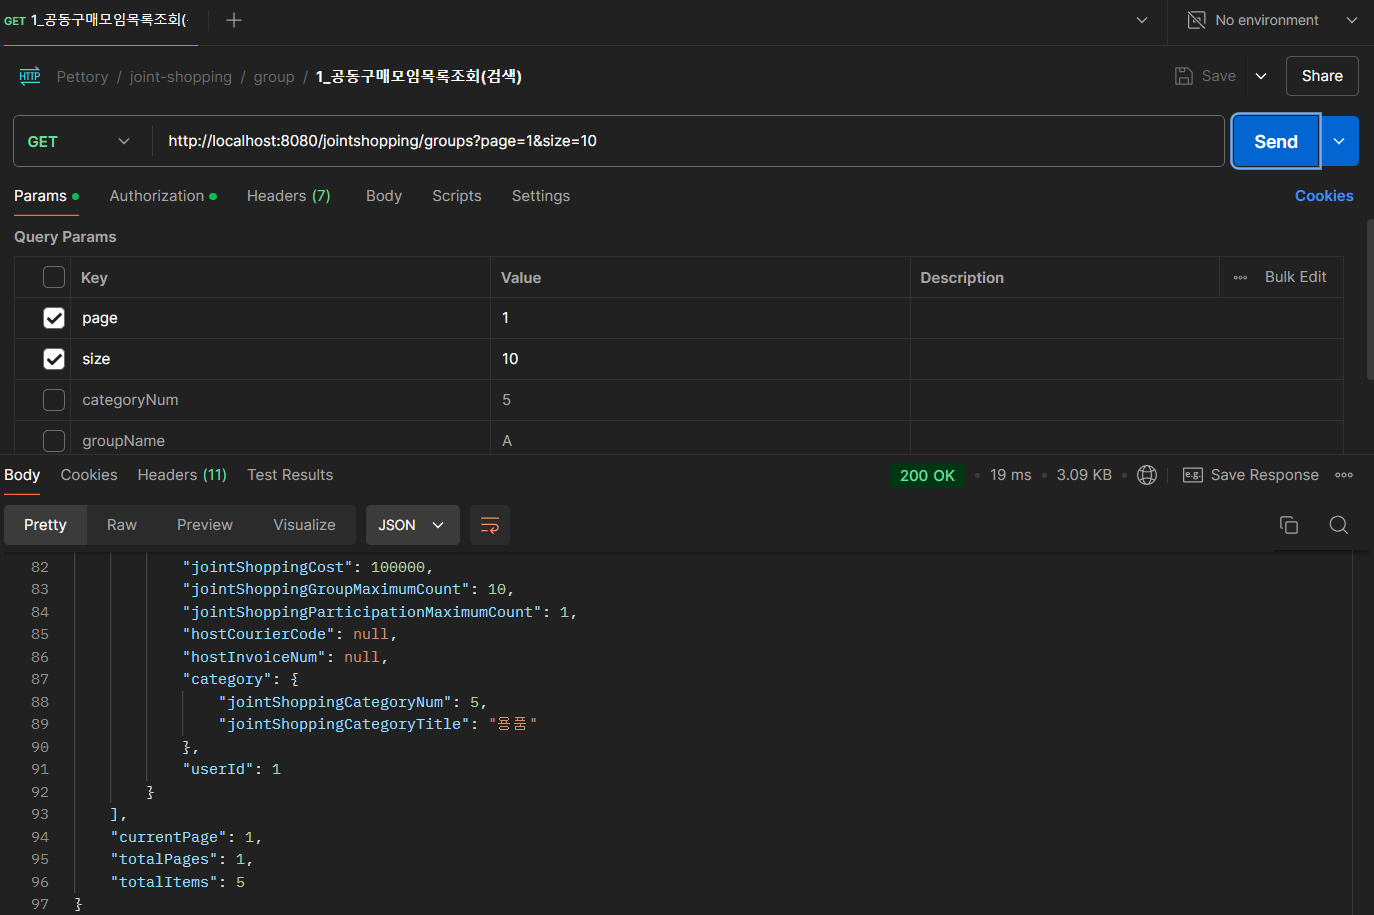 GET 1_공동구매모임목록조회(
No environment
HTTP Pettory / joint-shopping / group / 1_공동구매모임목록조회(검색)
Save
Share
GET http://localhost:8080/jointshopping/groups?page=1&size=10
Send
Params Authorization Headers (7) Body Scripts Settings
Cookies
Query Params
Key Value Description Bulk Edit
page 1
size 10
categoryNum 5
groupName A
Body Cookies Headers (11) Test Results
200 OK 19 ms 3.09 KB e.g. Save Response
Pretty Raw Preview Visualize JSON
82 "jointShoppingCost": 100000,
83 "jointShoppingGroupMaximumCount": 10,
84 "jointShoppingParticipationMaximumCount": 1,
85 "hostCourierCode": null,
86 "hostInvoiceNum": null,
87 "category": {
88 "jointShoppingCategoryNum": 5,
89 "jointShoppingCategoryTitle": "용품"
90 },
91 "userId": 1
92 }
93 ],
94 "currentPage": 1,
95 "totalPages": 1,
96 "totalItems": 5
97 }